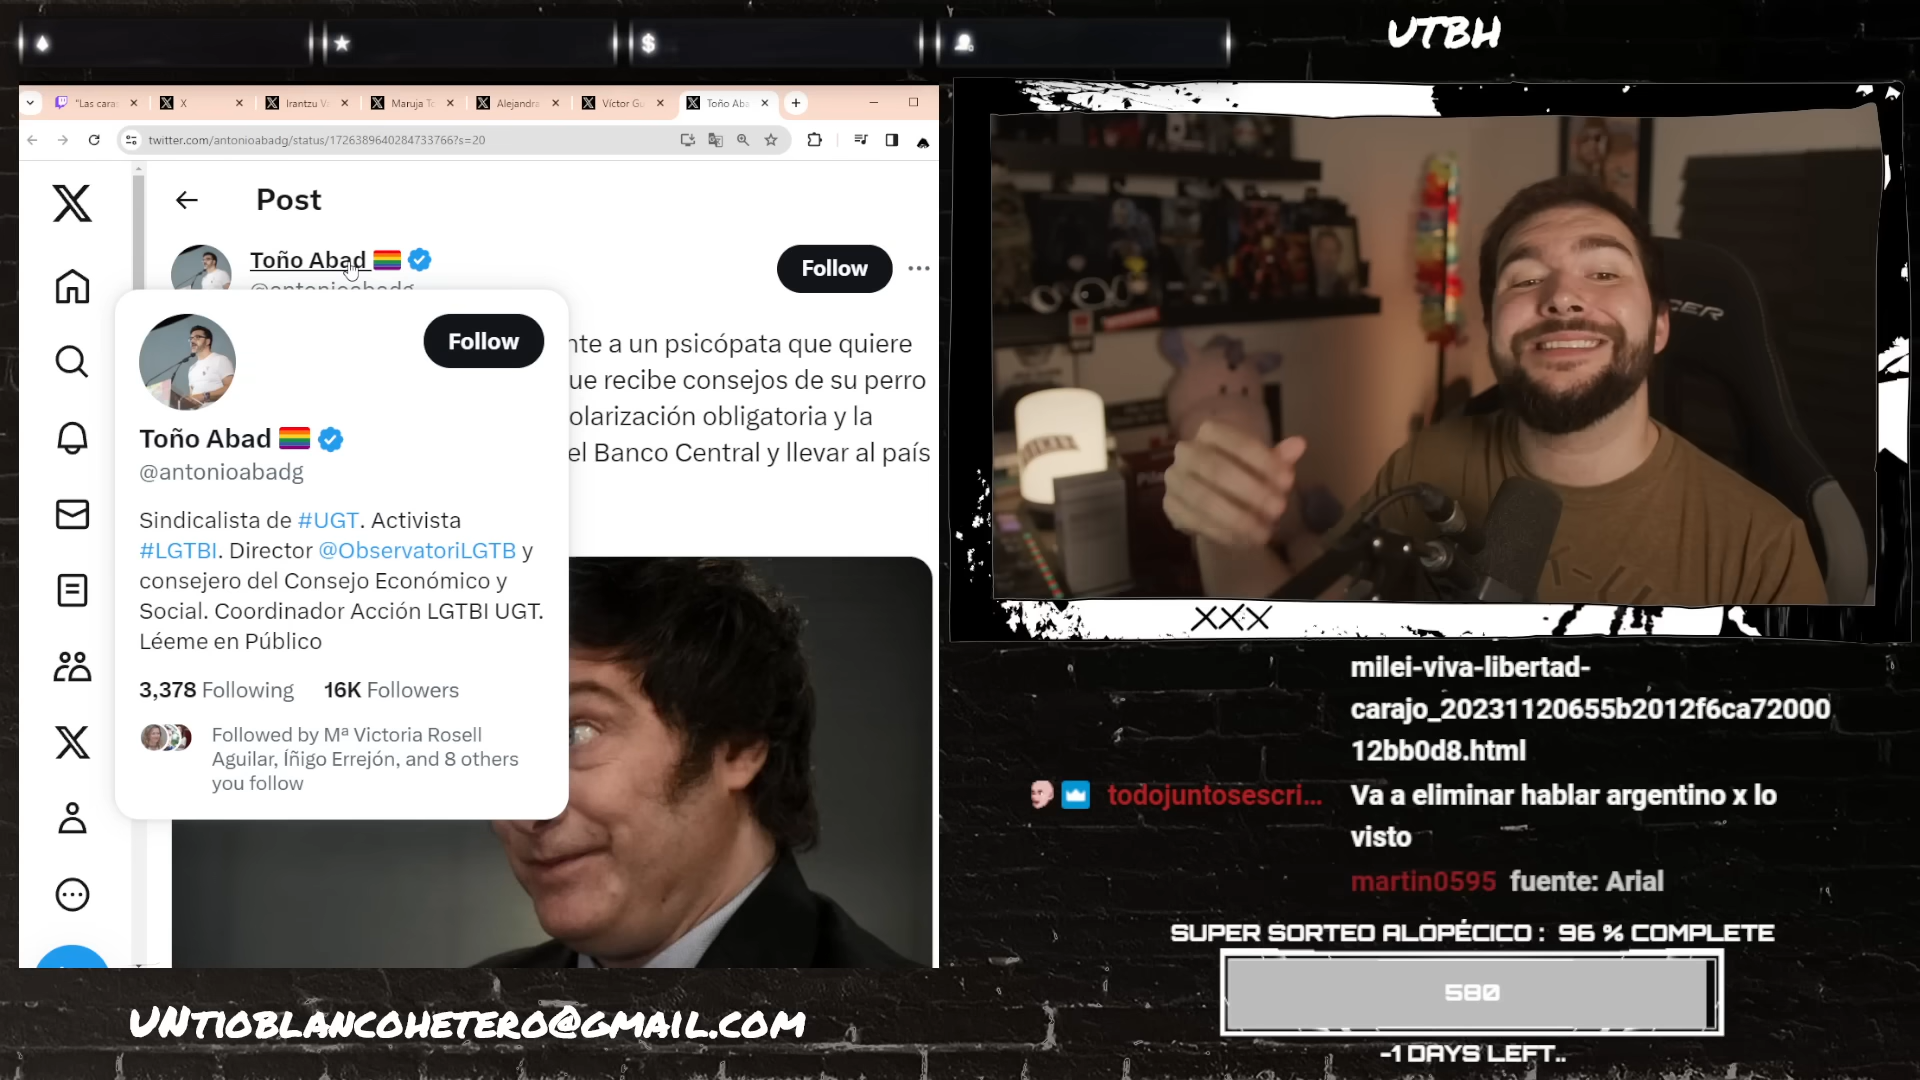 UTBH
"Las cara
X
Irantzu V
Maruja To
Alejandra
Víctor Gu
Toño Aba
twitter.com/antonioabadg/status/1726389640284733766?s=20
Post
Toño Abad
@antonioabadg
Follow
Follow
Toño Abad
@antonioabadg
Sindicalista de #UGT. Activista
#LGTBI. Director @ObservatoriLGTB y
consejero del Consejo Económico y
Social. Coordinador Acción LGTBI UGT.
Léeme en Público
3,378 Following 16K Followers
Followed by Mª Victoria Rosell
Aguilar, Íñigo Errejón, and 8 others
you follow
nte a un psicópata que quiere
ue recibe consejos de su perro
olarización obligatoria y la
el Banco Central y llevar al país
XXX
milei-viva-libertad-
carajo_20231120655b2012f6ca72000
12bb0d8.html
todojuntosescri... Va a eliminar hablar argentino x lo
visto
martin0595 fuente: Arial
SUPER SORTEO ALOPÉCICO : 96 % COMPLETE
580
-1 DAYS LEFT..
UNTIOBLANCOHETERO@GMAIL.COM